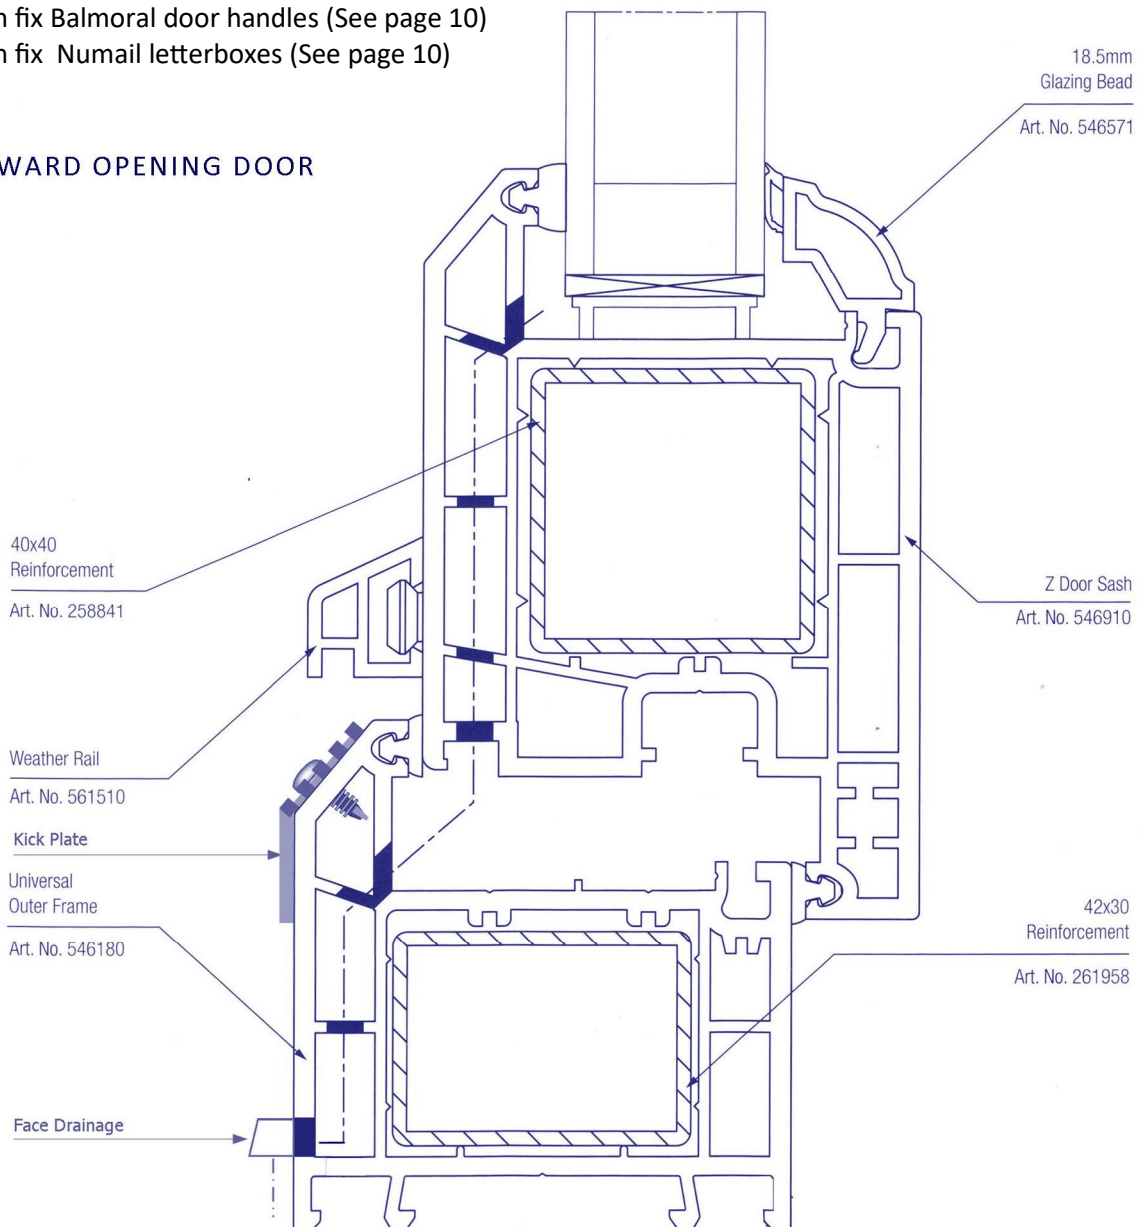 n fix Balmoral door handles (See page 10)
n fix Numail letterboxes (See page 10)
WARD OPENING DOOR
18.5mm
Glazing Bead
Art. No. 546571
40x40
Reinforcement
Art. No. 258841
Z Door Sash
Art. No. 546910
Weather Rail
Art. No. 561510
Kick Plate
Universal
Outer Frame
Art. No. 546180
42x30
Reinforcement
Art. No. 261958
Face Drainage